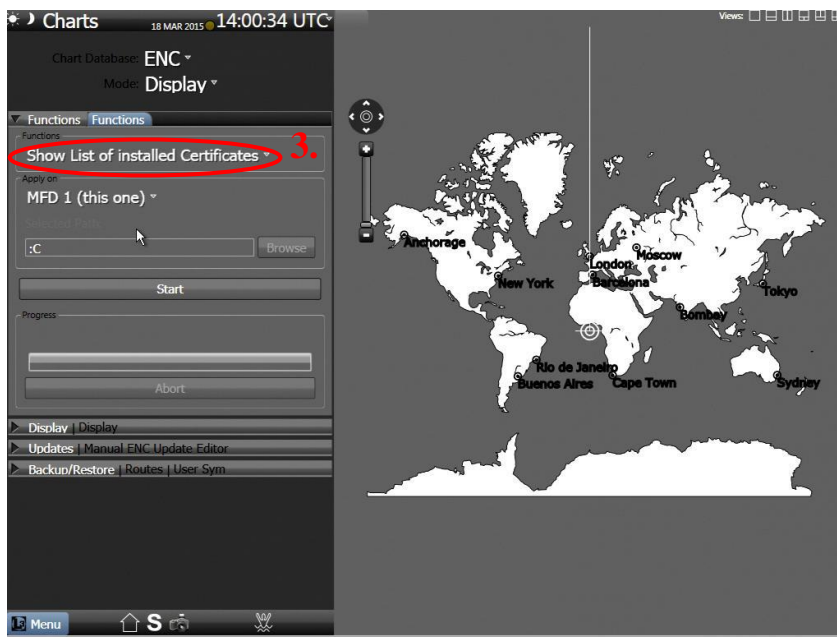 Charts 18 MAR 2015 14:00:34 UTC
Views:
Chart Database: ENC
Mode: Display
Functions Functions
Functions
Show List of installed Certificates 3.
Apply on
MFD 1 (this one)
Selected Path
:C Browse
Start
Progress
Abort
Display | Display
Updates | Manual ENC Update Editor
Backup/Restore | Routes | User Sym
Menu S
Anchorage
London
Moscow
New York
Barcelona
Tokyo
Bombay
Rio de Janeiro
Buenos Aires
Cape Town
Sydney